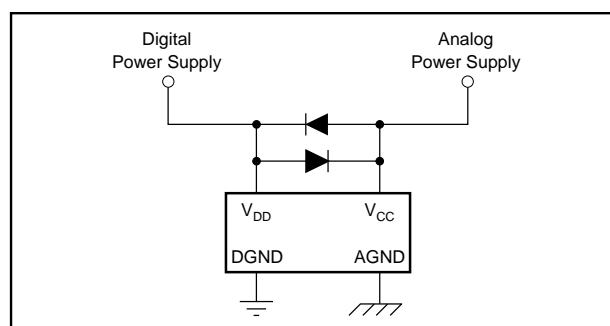 Digital
Power Supply
Analog
Power Supply
VDD
VCC
DGND
AGND